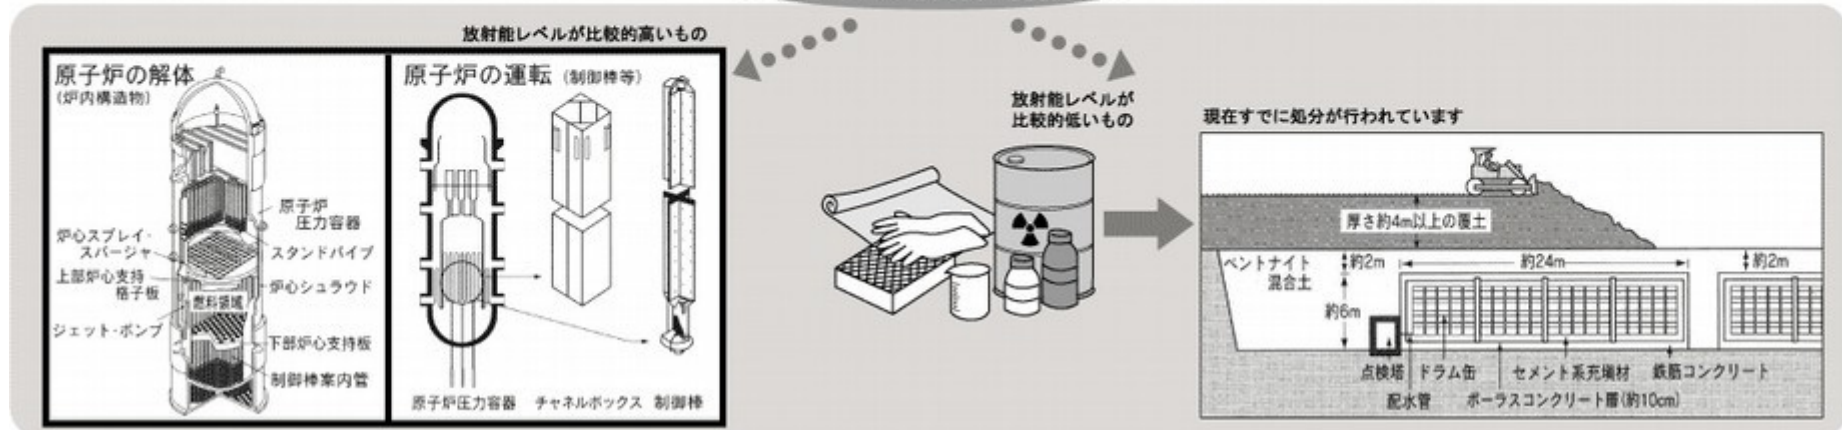 放射能レベルが比較的高いもの
原子炉の解体
(炉内構造物)
原子炉
圧力容器
炉心スプレイ・
スパージャ
スタンドパイプ
上部炉心支持
格子板
炉心シュラウド
燃料領域
ジェット・ポンプ
下部炉心支持板
制御棒案内管
原子炉の運転 (制御棒等)
原子炉圧力容器 チャネルボックス 制御棒
放射能レベルが
比較的低いもの
現在すでに処分が行われています
厚さ約4m以上の覆土
ベントナイト
混合土
約2m
約24m
約2m
約6m
点検塔 ドラム缶 セメント系充填材 鉄筋コンクリート
配水管 ポーラスコンクリート層(約10cm)